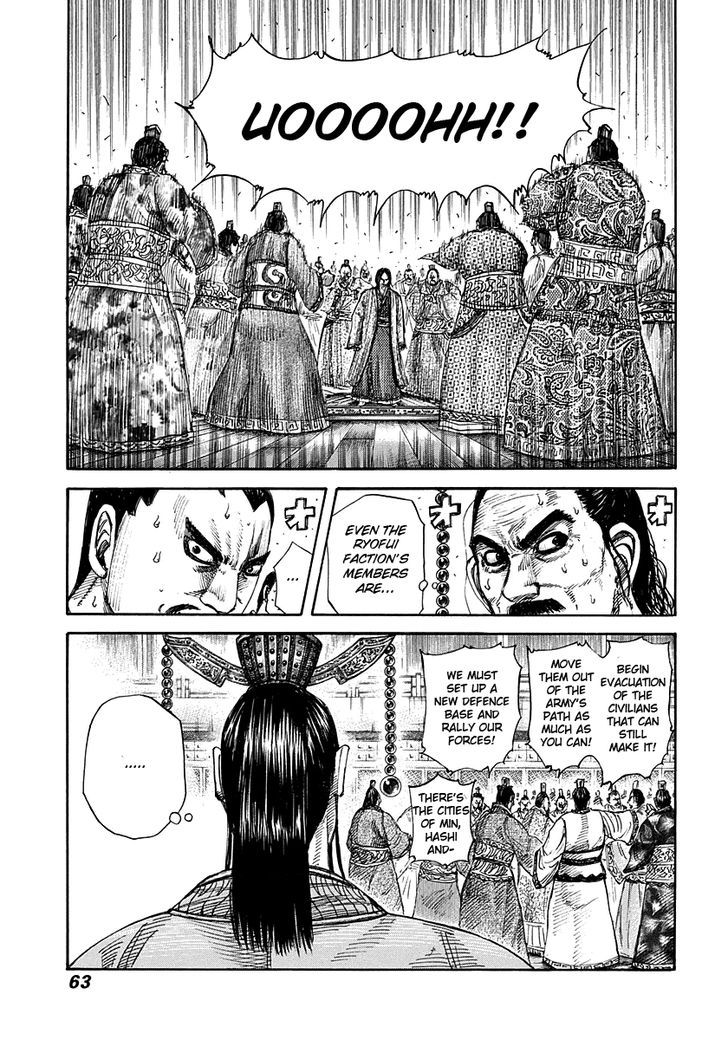 UOOOOHH!!
オ
EVEN THE
RYOFUI
FACTION'S
MEMBERS
ARE...
オ
...
BEGIN
EVACUATION
OF THE
CIVILIANS
THAT CAN
STILL
MAKE IT!
MOVE
THEM OUT
OF THE
ARMY'S
PATH AS
MUCH AS
YOU CAN!
WE MUST
SET UP A
NEW DEFENCE
BASE AND
RALLY OUR
FORCES!
THERE'S
THE CITIES
OF MIN,
HASHI
AND-
.....
63